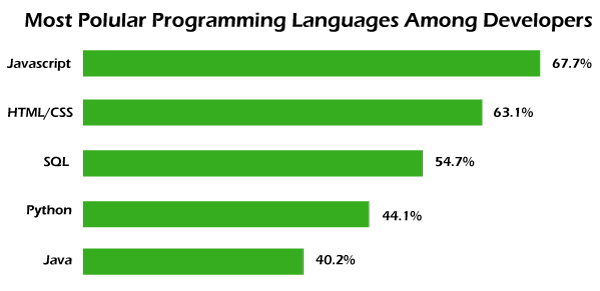 Most Polular Programming Languages Among Developers
Javascript 67.7%
HTML/CSS 63.1%
SQL 54.7%
Python 44.1%
Java 40.2%